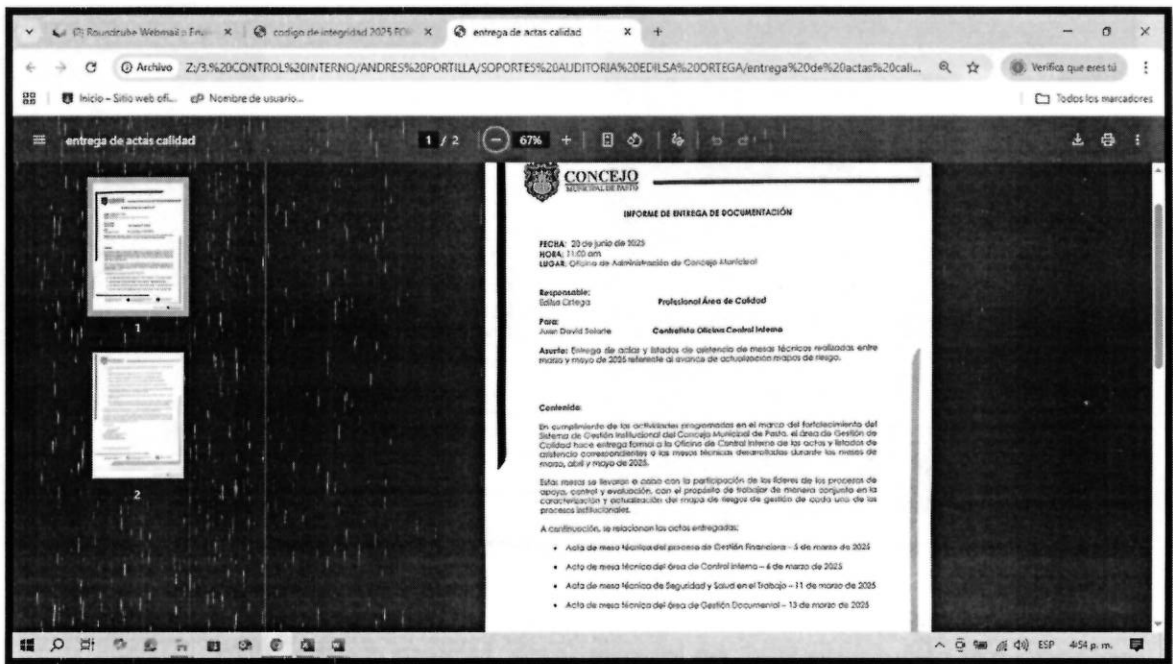 Roundcube Webmail ::
codigo de integridad 2025
entrega de actas calidad
Archivo Z:/3.%20CONTROL%20INTERNO/ANDRES%20PORTILLA/SOPORTES%20AUDITORIA%20EDILSA%20ORTEGA/entrega%20de%20actas%20cali...
Verifica que eres tú
Inicio – Sitio web ofi...
Nombre de usuario...
Todos los marcadores
entrega de actas calidad
1 / 2
67%
1
2
CONCEJO
MUNICIPAL DE PASTO
INFORME DE ENTREGA DE DOCUMENTACIÓN
FECHA: 20 de junio de 2025
HORA: 11:00 am
LUGAR: Oficina de Administración de Concejo Municipal
Responsable:
Edilsa Ortega Profesional Área de Calidad
Para:
Juan David Solarte Contratista Oficina Control Interno
Asunto: Entrega de actas y listados de asistencia de mesas técnicas realizadas entre
marzo y mayo de 2025 referente al avance de actualización mapas de riesgo.
Contenido:
En cumplimiento de las actividades programadas en el marco del fortalecimiento del
Sistema de Gestión Institucional del Concejo Municipal de Pasto, el área de Gestión de
Calidad hace entrega formal a la Oficina de Control Interno de las actas y listados de
asistencia correspondientes a las mesas técnicas desarrolladas durante los meses de
marzo, abril y mayo de 2025.
Estas mesas se llevaron a cabo con la participación de los líderes de los procesos de
apoyo, control y evaluación, con el propósito de trabajar de manera conjunta en la
caracterización y actualización del mapa de riesgos de gestión de cada uno de los
procesos institucionales.
A continuación, se relacionan las actas entregadas:
• Acta de mesa técnica del proceso de Gestión Financiera – 5 de marzo de 2025
• Acta de mesa técnica del área de Control Interno – 6 de marzo de 2025
• Acta de mesa técnica de Seguridad y Salud en el Trabajo – 11 de marzo de 2025
• Acta de mesa técnica del área de Gestión Documental – 13 de marzo de 2025
ESP
4:54 p. m.